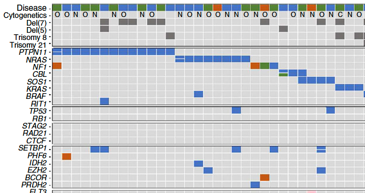 Disease
Cytogenetics O O N O N N O N O N N O N N O N O O N N O N N O N N O N C N O
Del(7)
Del(5)
Trisomy 8
Trisomy 21
PTPN11
NRAS
NF1
CBL
SOS1
KRAS
BRAF
RIT1
TP53
RB1
STAG2
RAD21
CTCF
SETBP1
PHF6
IDH2
EZH2
BCOR
PRDH2
FLT3